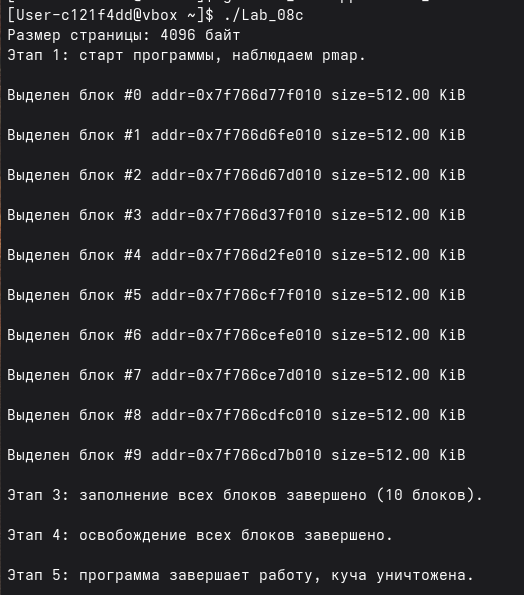 [User-c121f4dd@vbox ~]$ ./Lab_08c
Размер страницы: 4096 байт
Этап 1: старт программы, наблюдаем pmap.
Выделен блок #0 addr=0x7f766d77f010 size=512.00 KiB
Выделен блок #1 addr=0x7f766d6fe010 size=512.00 KiB
Выделен блок #2 addr=0x7f766d67d010 size=512.00 KiB
Выделен блок #3 addr=0x7f766d37f010 size=512.00 KiB
Выделен блок #4 addr=0x7f766d2fe010 size=512.00 KiB
Выделен блок #5 addr=0x7f766cf7f010 size=512.00 KiB
Выделен блок #6 addr=0x7f766cefe010 size=512.00 KiB
Выделен блок #7 addr=0x7f766ce7d010 size=512.00 KiB
Выделен блок #8 addr=0x7f766cdfc010 size=512.00 KiB
Выделен блок #9 addr=0x7f766cd7b010 size=512.00 KiB
Этап 3: заполнение всех блоков завершено (10 блоков).
Этап 4: освобождение всех блоков завершено.
Этап 5: программа завершает работу, куча уничтожена.